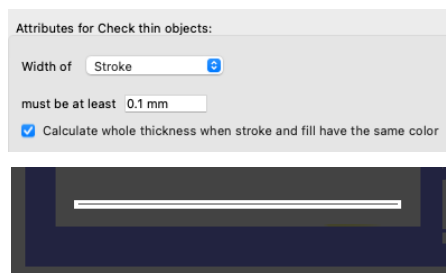 Attributes for Check thin objects:
Width of Stroke
must be at least 0.1 mm
Calculate whole thickness when stroke and fill have the same color